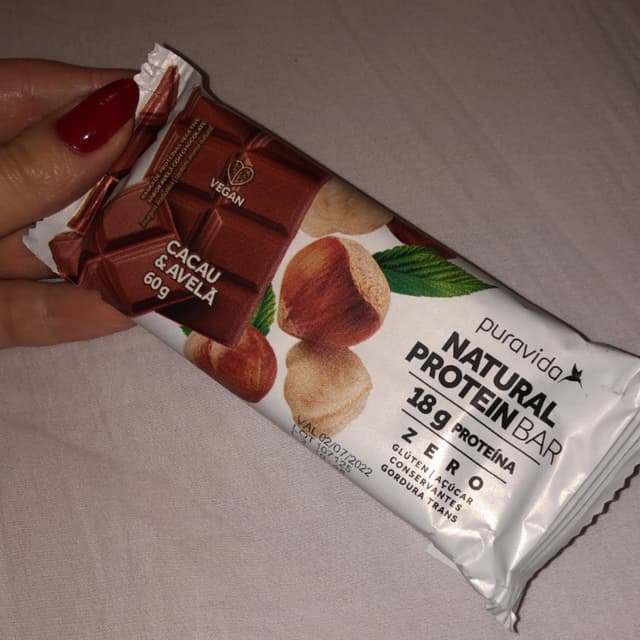 VEGAN
CACAU
& AVELÃ
60g
puravida
NATURAL
PROTEIN BAR
18 g PROTEÍNA
ZERO
GLÚTEN AÇÚCAR
CONSERVANTES
GORDURA TRANS
VAL 02/07/2022